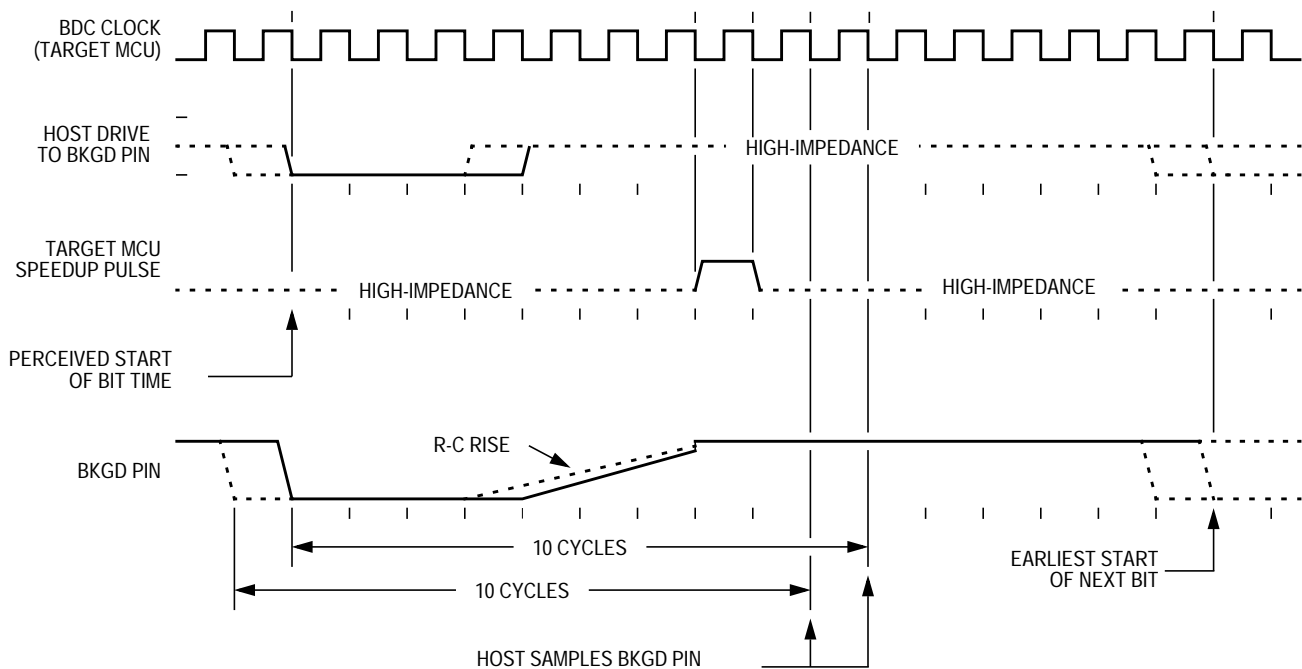 BDC CLOCK
(TARGET MCU)
HOST DRIVE
TO BKGD PIN
HIGH-IMPEDANCE
TARGET MCU
SPEEDUP PULSE
HIGH-IMPEDANCE
HIGH-IMPEDANCE
PERCEIVED START
OF BIT TIME
R-C RISE
BKGD PIN
10 CYCLES
10 CYCLES
EARLIEST START
OF NEXT BIT
HOST SAMPLES BKGD PIN